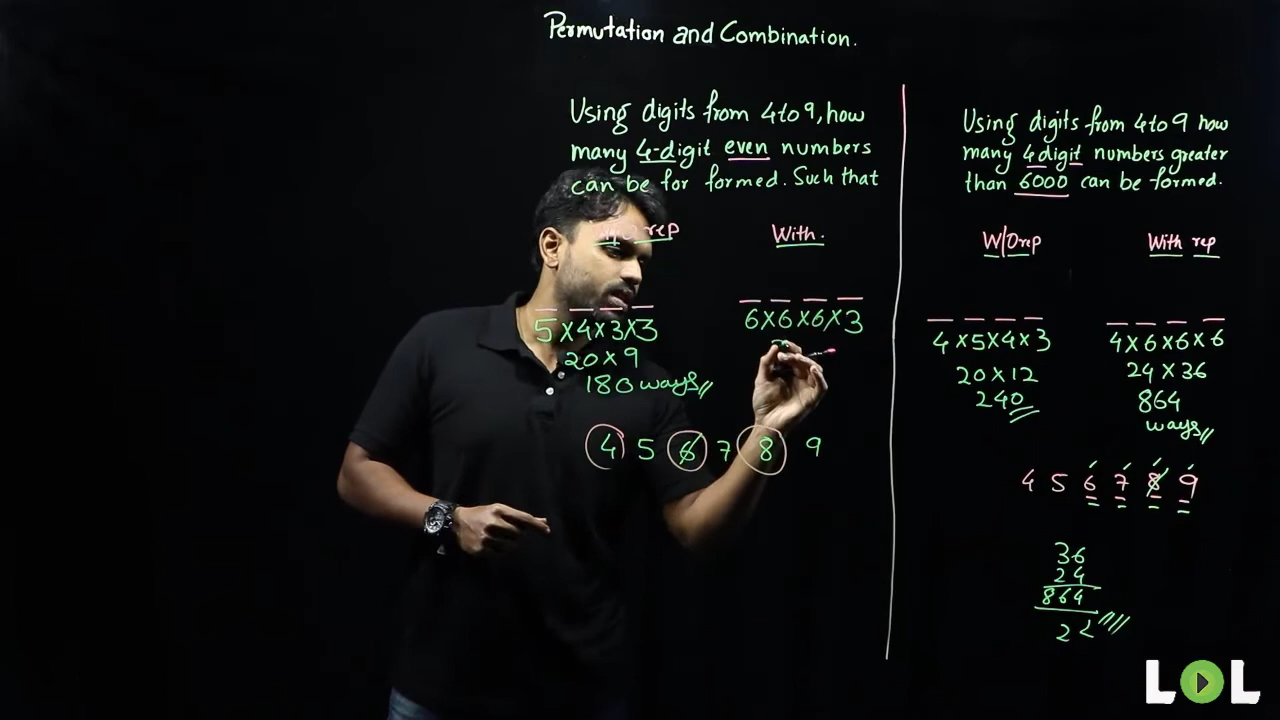 Permutation and Combination.
Using digits from 4 to 9, how
many 4-digit even numbers
can be for formed. Such that
rep
With.
5 x 4 x 3 x 3
20 x 9
180 ways
6 x 6 x 6 x 3
4 5 6 7 8 9
Using digits from 4 to 9 how
many 4 digit numbers greater
than 6000 can be formed.
W/O rep
With rep
4 x 5 x 4 x 3
20 x 12
240
4 x 6 x 6 x 6
24 x 36
864
ways
4 5 6 7 8 9
36
24
864
2
LOL